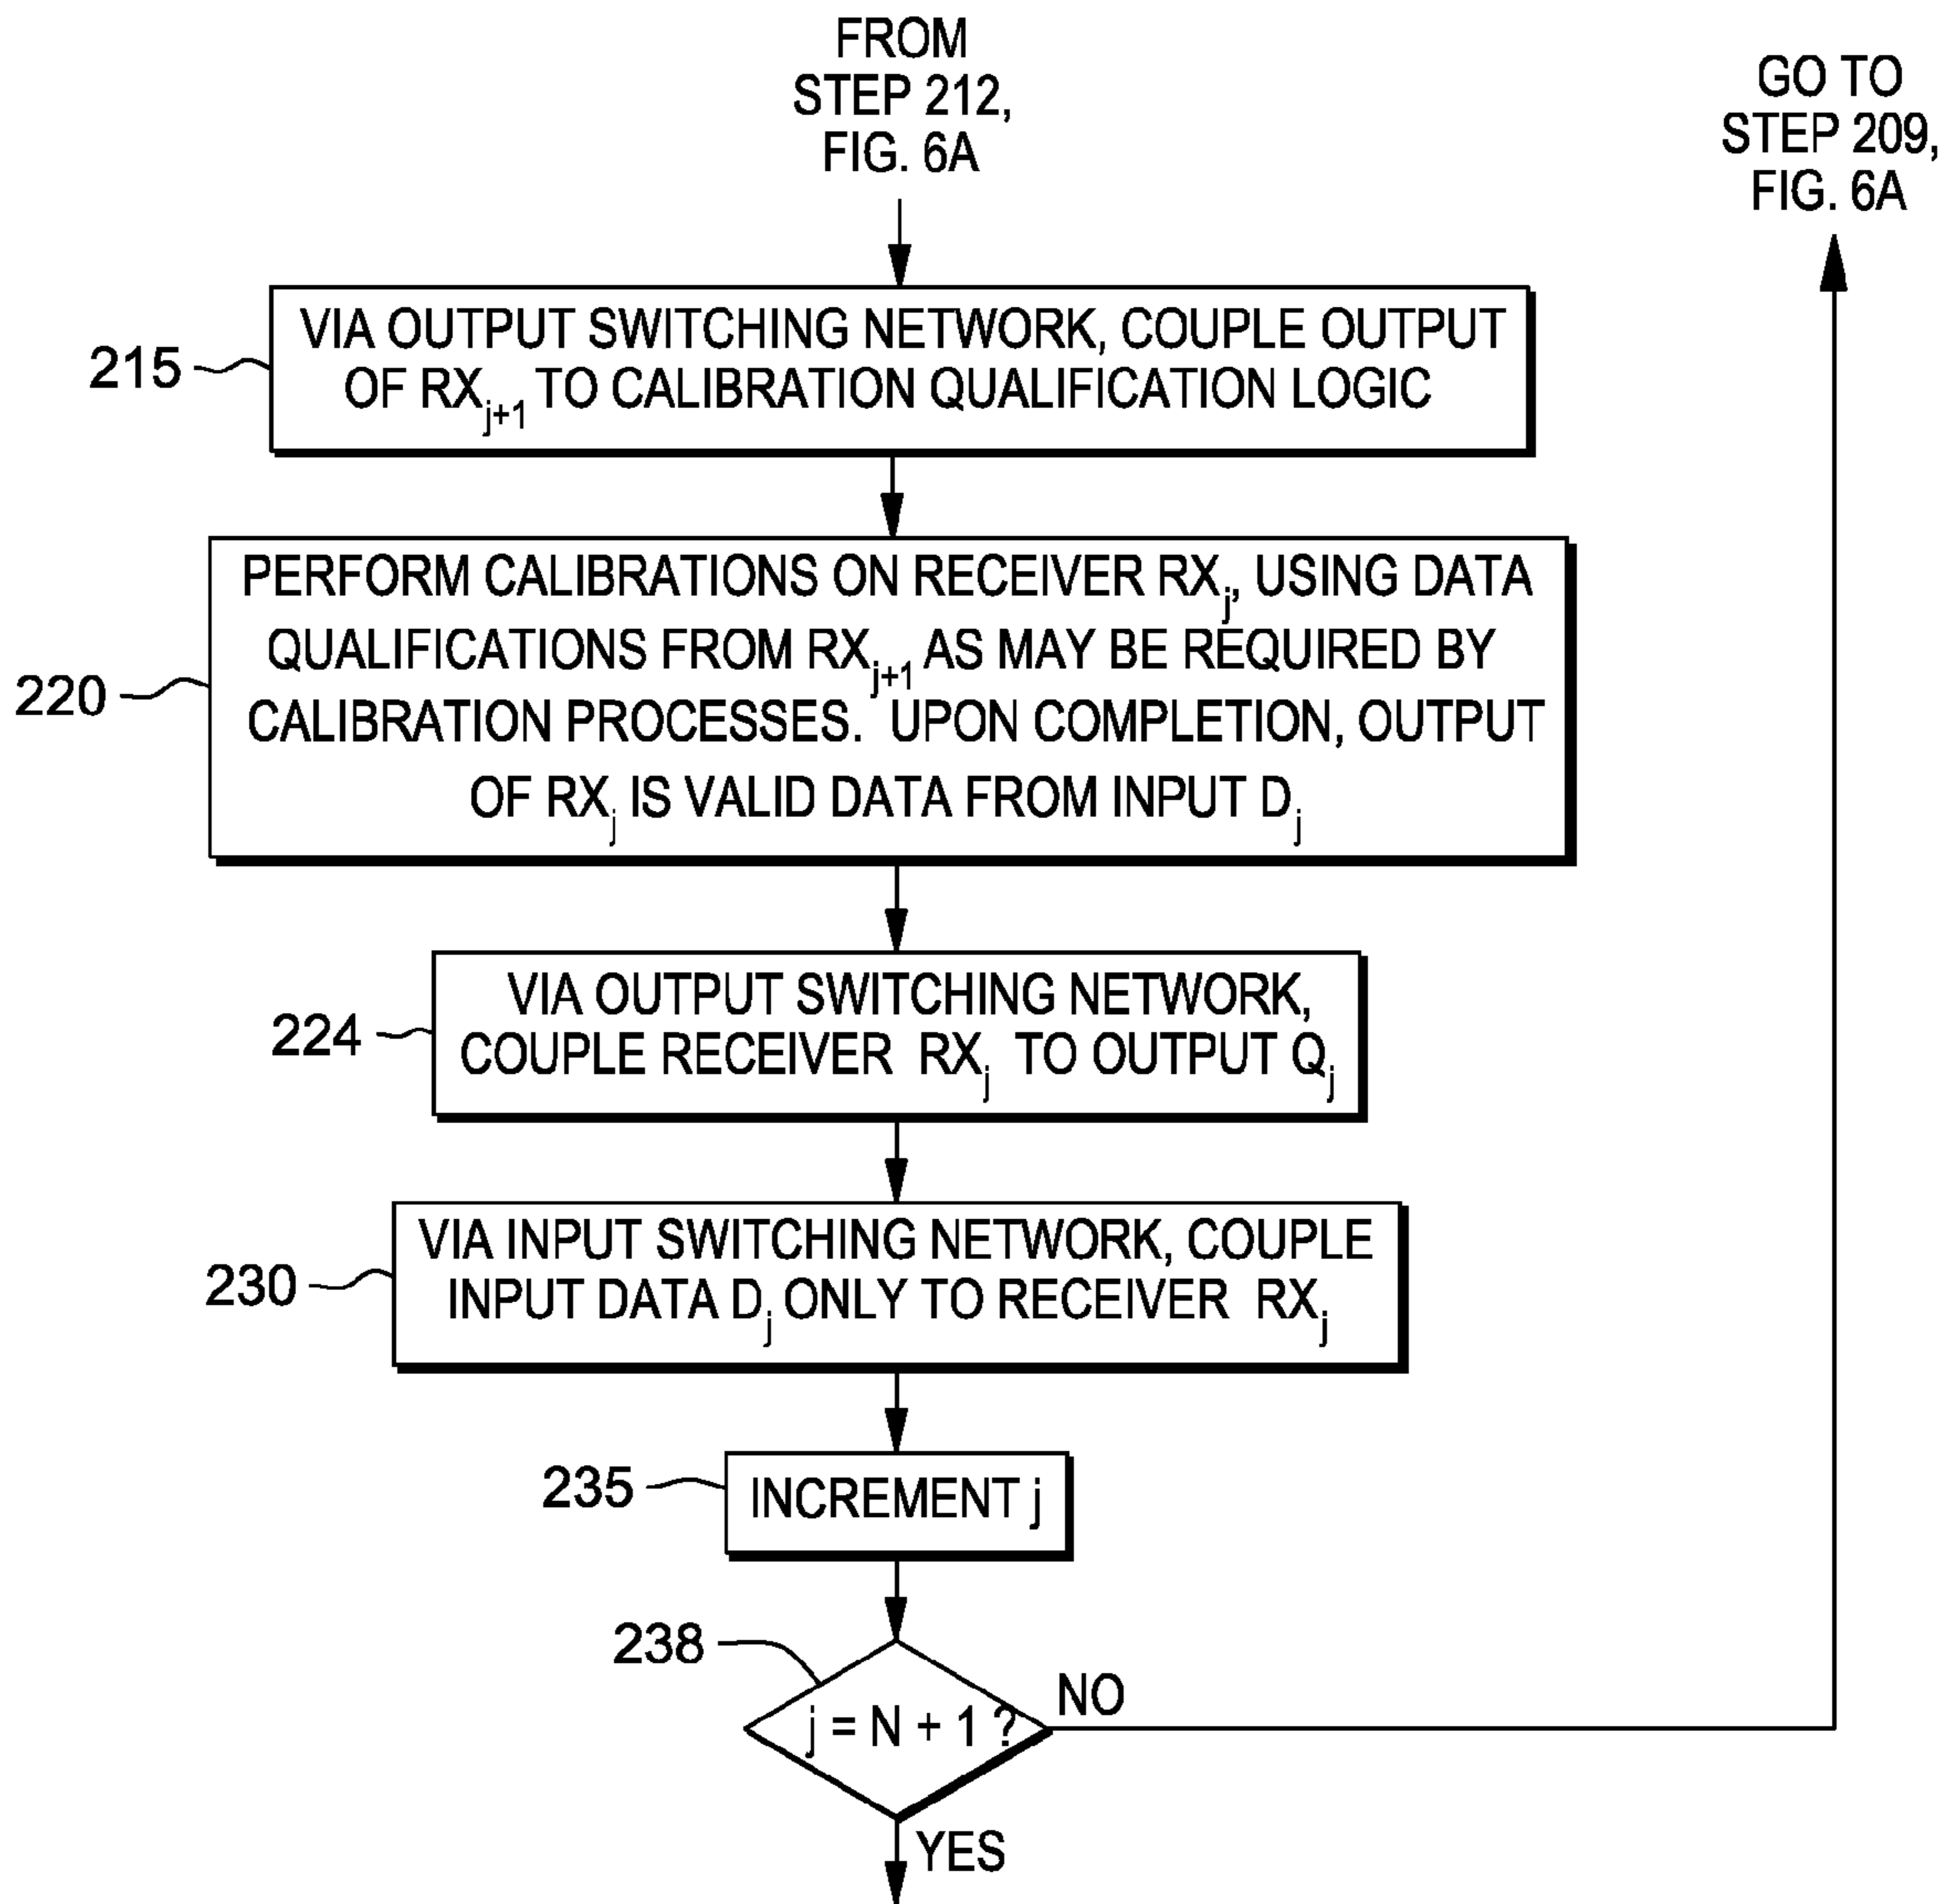 FROM
STEP 212,
FIG. 6A
GO TO
STEP 209,
FIG. 6A
215
VIA OUTPUT SWITCHING NETWORK, COUPLE OUTPUT
OF RXj+1 TO CALIBRATION QUALIFICATION LOGIC
220
PERFORM CALIBRATIONS ON RECEIVER RXj, USING DATA
QUALIFICATIONS FROM RXj+1 AS MAY BE REQUIRED BY
CALIBRATION PROCESSES. UPON COMPLETION, OUTPUT
OF RXj IS VALID DATA FROM INPUT Dj
224
VIA OUTPUT SWITCHING NETWORK,
COUPLE RECEIVER RXj TO OUTPUT Qj
230
VIA INPUT SWITCHING NETWORK, COUPLE
INPUT DATA Dj ONLY TO RECEIVER RXj
235
INCREMENT j
238
j = N + 1 ?
NO
YES